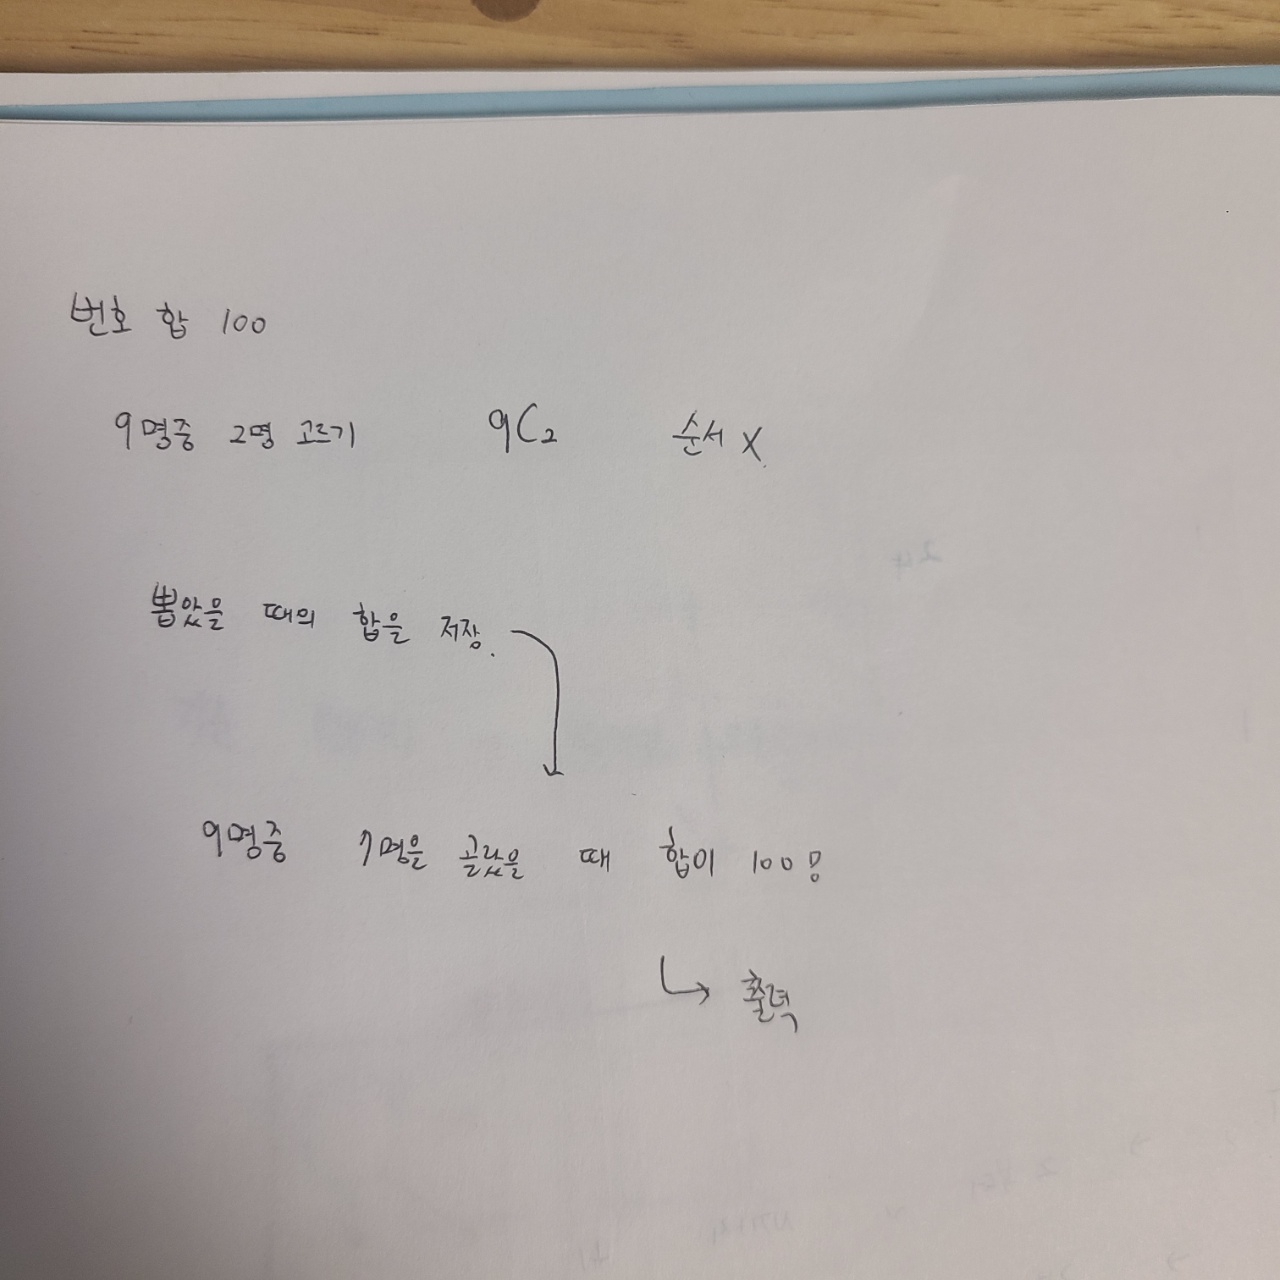 번호 합 100
9명중 2명 고르기 9C2 순서 X.
뽑았을 때의 합을 저장.
9명중 7명을 골랐을 때 합이 100!
↳ 출력